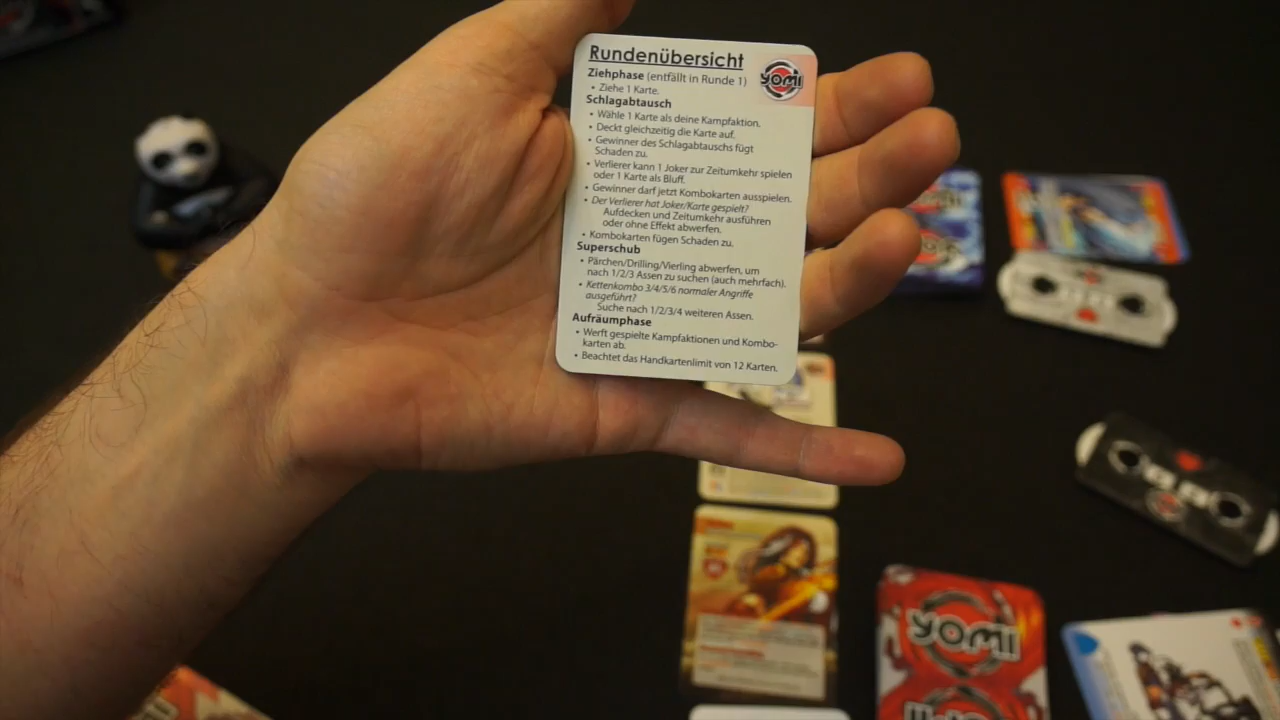 Rundenübersicht
YOMI
Ziehphase (entfällt in Runde 1)
• Ziehe 1 Karte.
Schlagabtausch
• Wähle 1 Karte als deine Kampfaktion.
• Deckt gleichzeitig die Karte auf.
• Gewinner des Schlagabtauschs fügt
Schaden zu.
• Verlierer kann 1 Joker zur Zeitumkehr spielen
oder 1 Karte als Bluff.
• Gewinner darf jetzt Kombokarten ausspielen.
• Der Verlierer hat Joker/Karte gespielt?
Aufdecken und Zeitumkehr ausführen
oder ohne Effekt abwerfen.
• Kombokarten fügen Schaden zu.
Superschub
• Pärchen/Drilling/Vierling abwerfen, um
nach 1/2/3 Assen zu suchen (auch mehrfach).
• Kettenkombo 3/4/5/6 normaler Angriffe
ausgeführt?
Suche nach 1/2/3/4 weiteren Assen.
Aufräumphase
• Werft gespielte Kampfaktionen und Kombo-
karten ab.
• Beachtet das Handkartenlimit von 12 Karten.
YOMI
YOMI